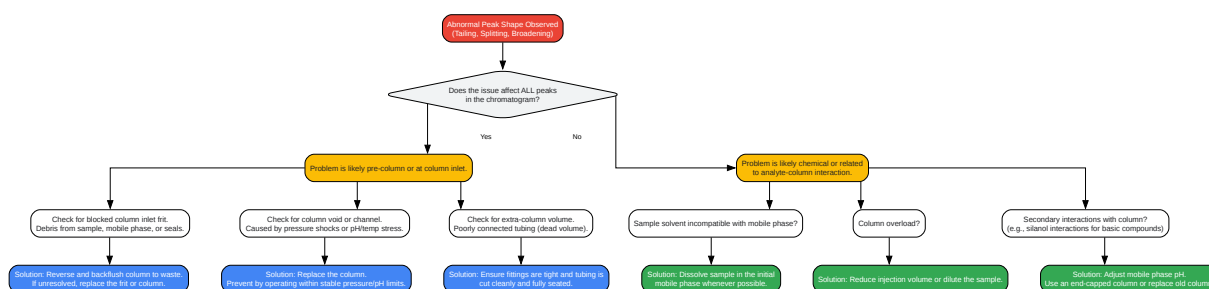 Abnormal Peak Shape Observed
(Tailing, Splitting, Broadening)
Does the issue affect ALL peaks
in the chromatogram?
Yes
No
Problem is likely pre-column or at column inlet.
Problem is likely chemical or related
to analyte-column interaction.
Check for blocked column inlet frit.
Debris from sample, mobile phase, or seals.
Check for column void or channel.
Caused by pressure shocks or pH/temp stress.
Check for extra-column volume.
Poorly connected tubing (dead volume).
Sample solvent incompatible with mobile phase?
Column overload?
Secondary interactions with column?
(e.g., silanol interactions for basic compounds)
Solution: Reverse and backflush column to waste.
If unresolved, replace the frit or column.
Solution: Replace the column.
Prevent by operating within stable pressure/pH limits.
Solution: Ensure fittings are tight and tubing is
cut cleanly and fully seated.
Solution: Dissolve sample in the initial
mobile phase whenever possible.
Solution: Reduce injection volume or dilute the sample.
Solution: Adjust mobile phase pH.
Use an end-capped column or replace old